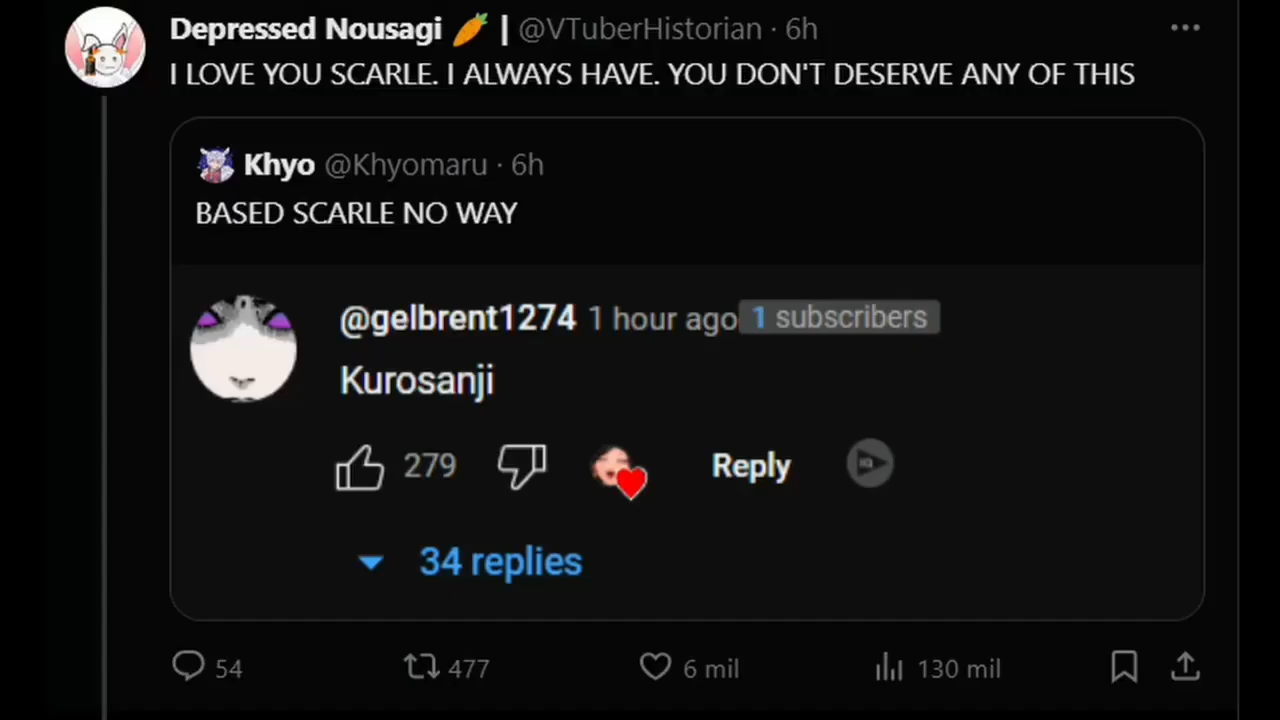 Depressed Nousagi 🥕 | @VTuberHistorian · 6h
I LOVE YOU SCARLE. I ALWAYS HAVE. YOU DON'T DESERVE ANY OF THIS
Khyo @Khyomaru · 6h
BASED SCARLE NO WAY
@gelbrent1274 1 hour ago 1 subscribers
Kurosanji
279 Reply
34 replies
54 477 6 mil 130 mil